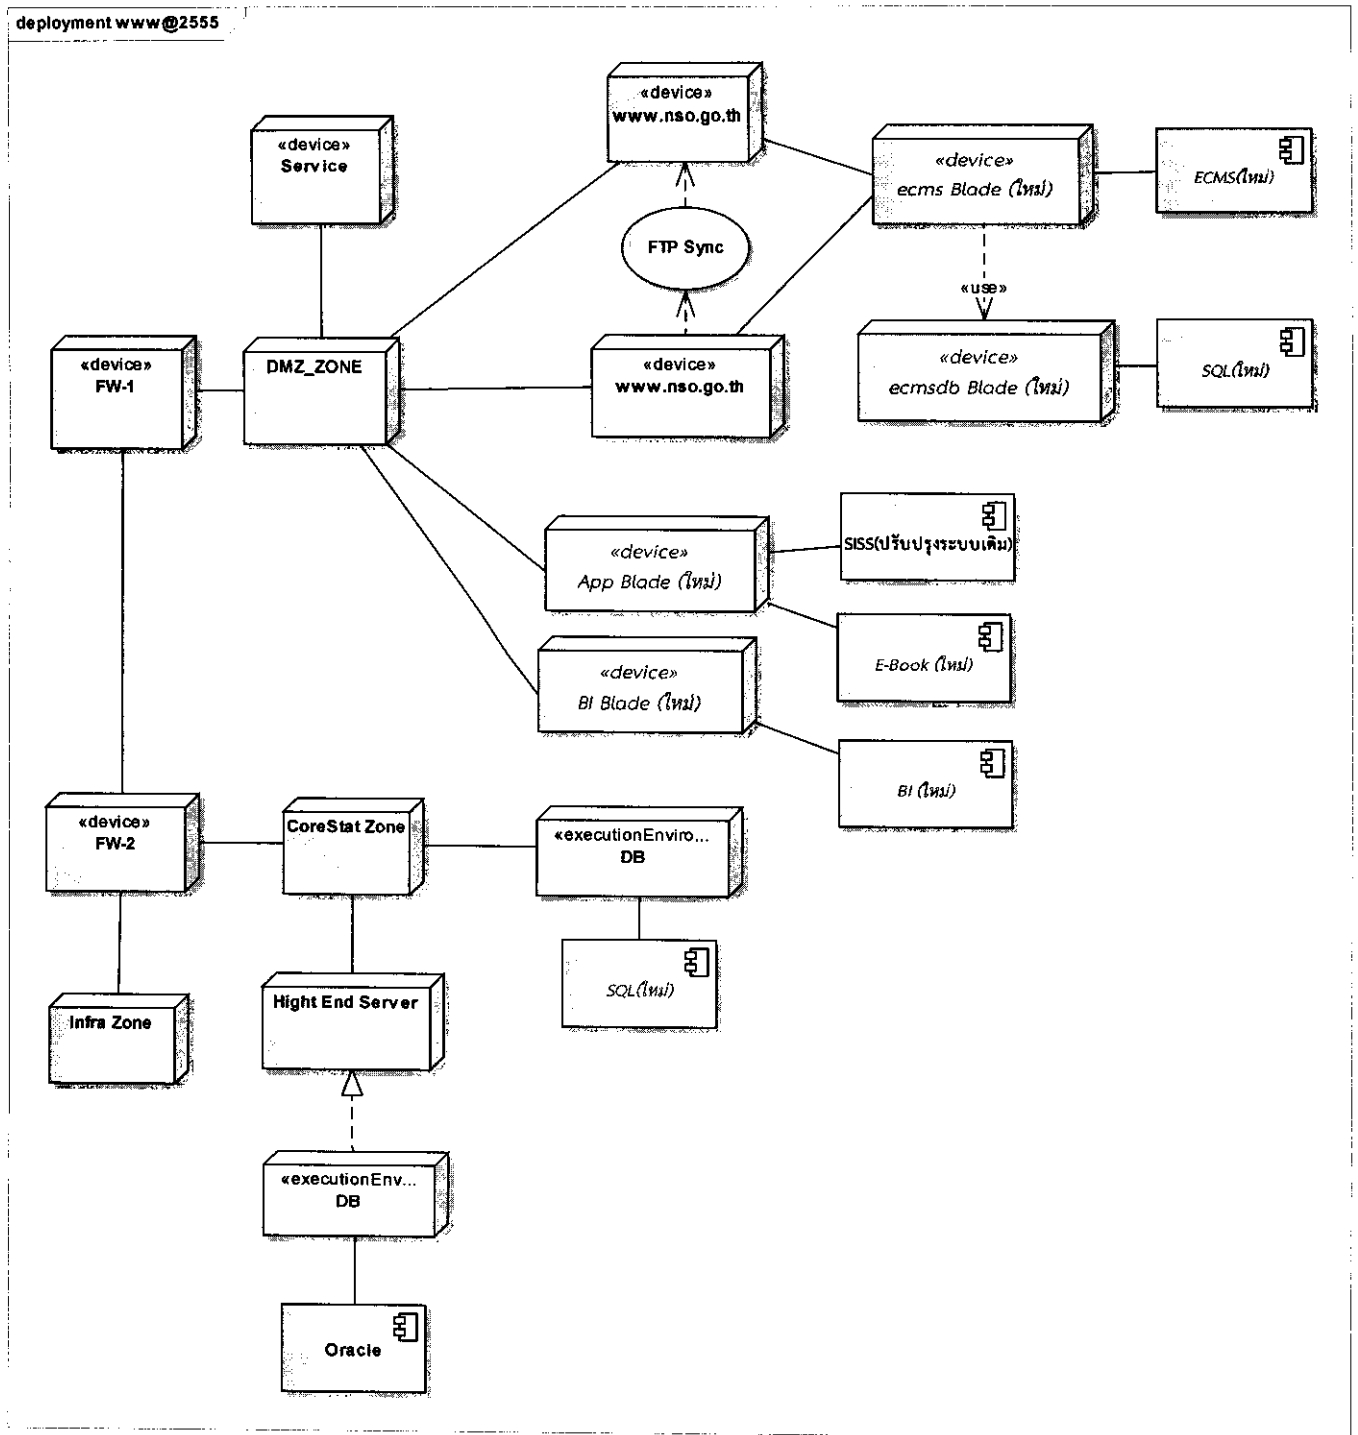 deployment www@2555
«device»
www.nso.go.th
«device»
Service
«device»
ecms Blade (ใหม่)
ECMS(ใหม่)
FTP Sync
«use»
«device»
FW-1
DMZ_ZONE
«device»
www.nso.go.th
«device»
ecmsdb Blade (ใหม่)
SQL(ใหม่)
«device»
App Blade (ใหม่)
SISS(ปรับปรุงระบบเดิม)
E-Book (ใหม่)
«device»
BI Blade (ใหม่)
BI (ใหม่)
«device»
FW-2
CoreStat Zone
«executionEnviro...
DB
SQL(ใหม่)
Infra Zone
Hight End Server
«executionEnv...
DB
Oracle